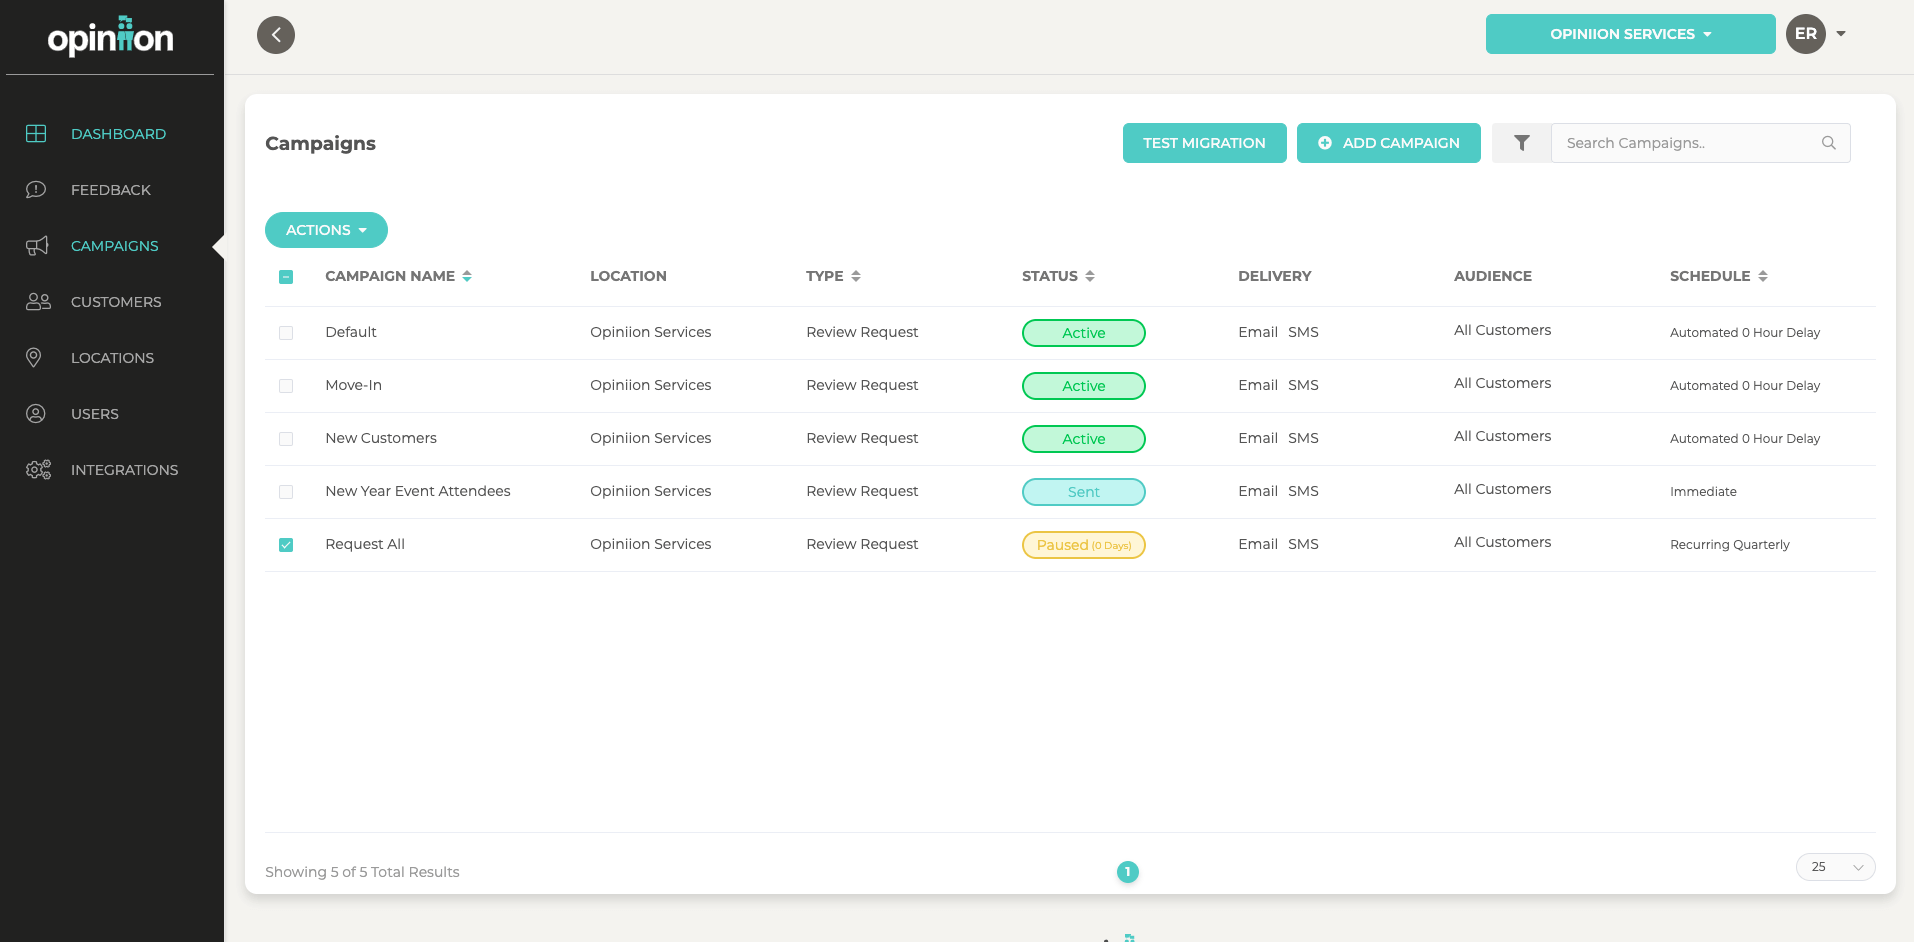 opiniion
OPINIION SERVICES
ER
DASHBOARD
FEEDBACK
CAMPAIGNS
CUSTOMERS
LOCATIONS
USERS
INTEGRATIONS
Campaigns
TEST MIGRATION
ADD CAMPAIGN
Search Campaigns..
ACTIONS
CAMPAIGN NAME LOCATION TYPE STATUS DELIVERY AUDIENCE SCHEDULE
Default Opiniion Services Review Request Active Email SMS All Customers Automated 0 Hour Delay
Move-In Opiniion Services Review Request Active Email SMS All Customers Automated 0 Hour Delay
New Customers Opiniion Services Review Request Active Email SMS All Customers Automated 0 Hour Delay
New Year Event Attendees Opiniion Services Review Request Sent Email SMS All Customers Immediate
Request All Opiniion Services Review Request Paused (0 Days) Email SMS All Customers Recurring Quarterly
Showing 5 of 5 Total Results
1
25